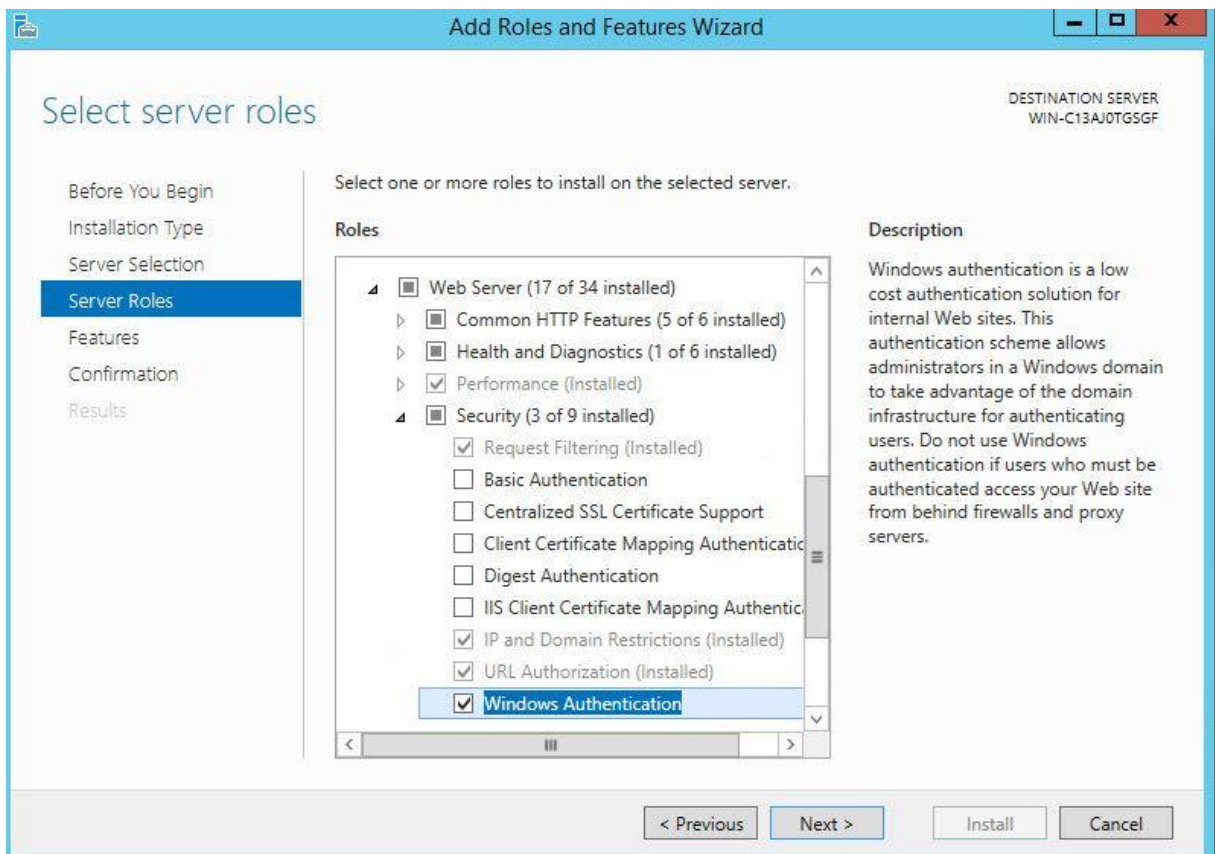 Add Roles and Features Wizard
Select server roles
DESTINATION SERVER
WIN-C13AJ0TGSGF
Before You Begin
Installation Type
Server Selection
Server Roles
Features
Confirmation
Results
Select one or more roles to install on the selected server.
Roles
Web Server (17 of 34 installed)
Common HTTP Features (5 of 6 installed)
Health and Diagnostics (1 of 6 installed)
Performance (Installed)
Security (3 of 9 installed)
Request Filtering (Installed)
Basic Authentication
Centralized SSL Certificate Support
Client Certificate Mapping Authenticatic
Digest Authentication
IIS Client Certificate Mapping Authentic
IP and Domain Restrictions (Installed)
URL Authorization (Installed)
Windows Authentication
Description
Windows authentication is a low
cost authentication solution for
internal Web sites. This
authentication scheme allows
administrators in a Windows domain
to take advantage of the domain
infrastructure for authenticating
users. Do not use Windows
authentication if users who must be
authenticated access your Web site
from behind firewalls and proxy
servers.
< Previous
Next >
Install
Cancel